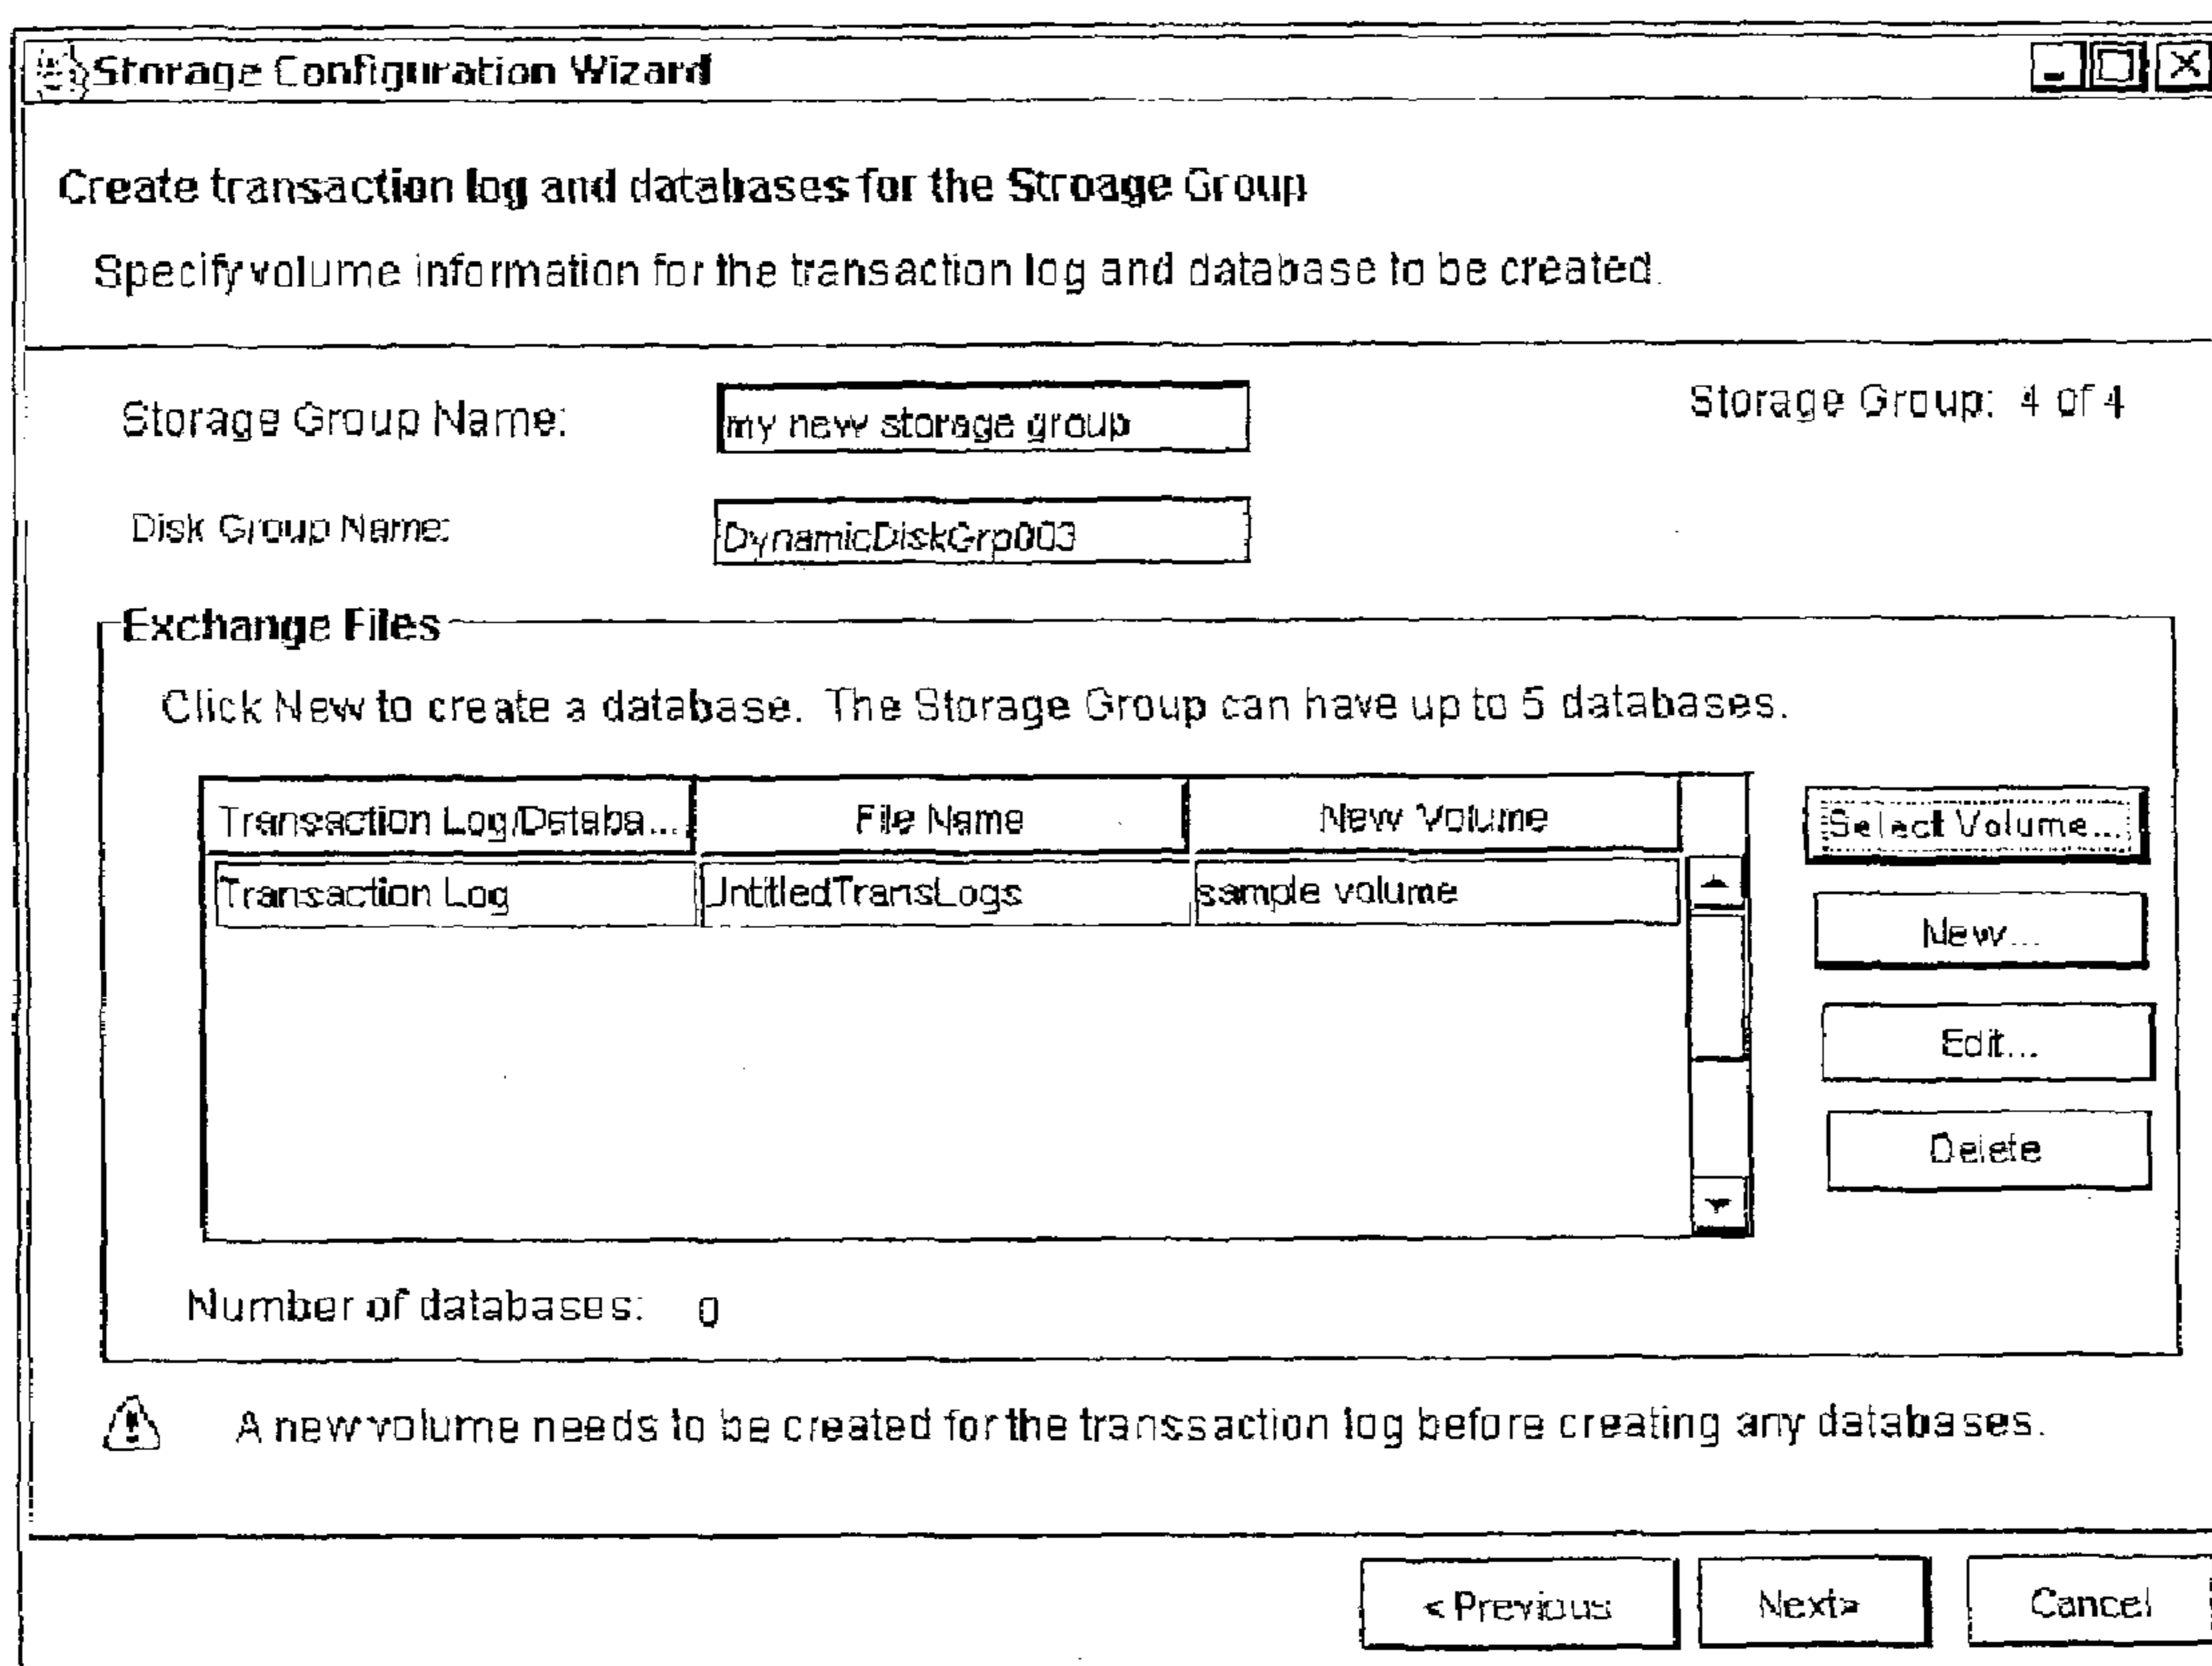 Storage Configuration Wizard
Create transaction log and databases for the Stroage Group
Specify volume information for the transaction log and database to be created.
Storage Group Name: my new storage group Storage Group: 4 of 4
Disk Group Name: DynamicDiskGrp003
Exchange Files
Click New to create a database. The Storage Group can have up to 5 databases.
Transaction Log/Databa... File Name New Volume
Select Volume...
Transaction Log UntitledTransLogs sample volume
New...
Edit...
Delete
Number of databases: 0
A new volume needs to be created for the transsaction log before creating any databases.
< Previous Next> Cancel